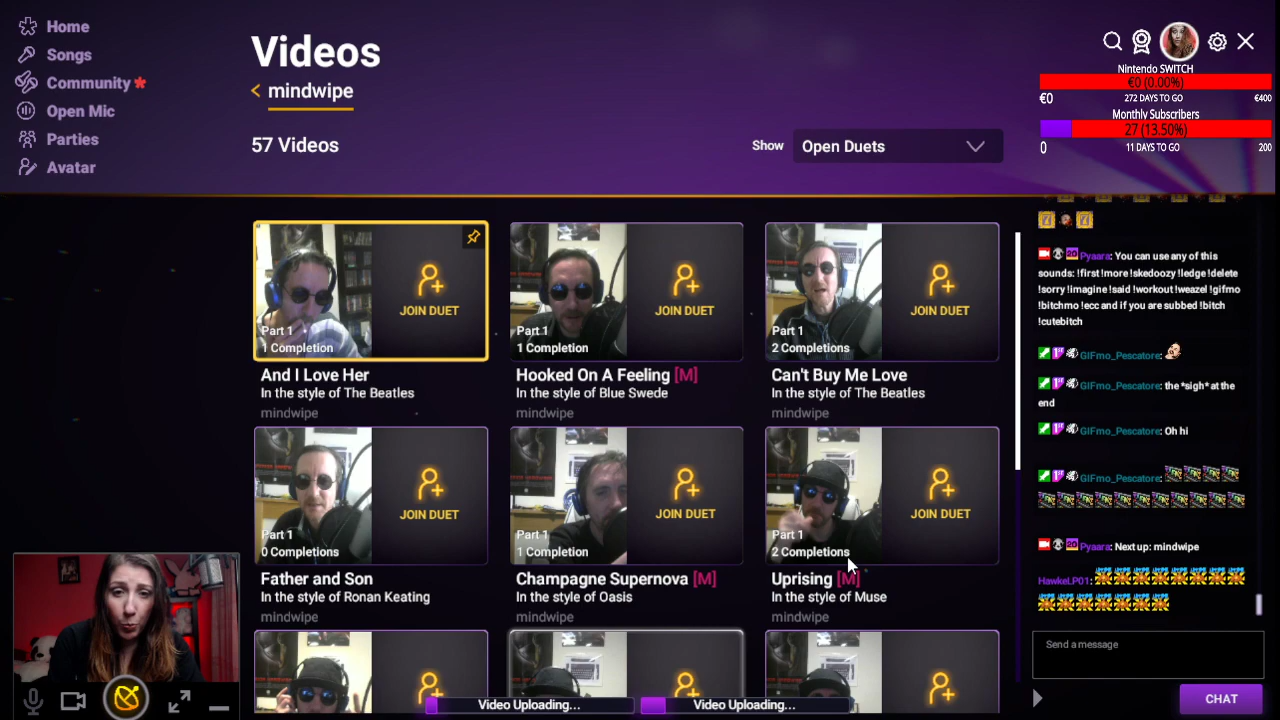 Home
Songs
Community *
Open Mic
Parties
Avatar
Videos
< mindwipe
57 Videos
Show
Open Duets
Nintendo SWITCH
€0 (0.00%)
€0
272 DAYS TO GO
€400
Monthly Subscribers
27 (13.50%)
0
11 DAYS TO GO
200
JOIN DUET
Part 1
1 Completion
And I Love Her
In the style of The Beatles
mindwipe
JOIN DUET
Part 1
1 Completion
Hooked On A Feeling [M]
In the style of Blue Swede
mindwipe
JOIN DUET
Part 1
2 Completions
Can't Buy Me Love
In the style of The Beatles
mindwipe
JOIN DUET
Part 1
0 Completions
Father and Son
In the style of Ronan Keating
mindwipe
JOIN DUET
Part 1
1 Completion
Champagne Supernova [M]
In the style of Oasis
mindwipe
JOIN DUET
Part 1
2 Completions
Uprising [M]
In the style of Muse
mindwipe
Video Uploading...
Video Uploading...
Pyaara: You can use any of this
sounds: !first !more !skedoozy !ledge !delete
!sorry !imagine !said !workout !weazel !gifmo
!bitchmo !ecc and if you are subbed !bitch
!cutebitch
GIFmo_Pescatore:
GIFmo_Pescatore: the *sigh* at the
end
GIFmo_Pescatore: Oh hi
GIFmo_Pescatore:
Pyaara: Next up: mindwipe
HawkeLP01:
Send a message
CHAT